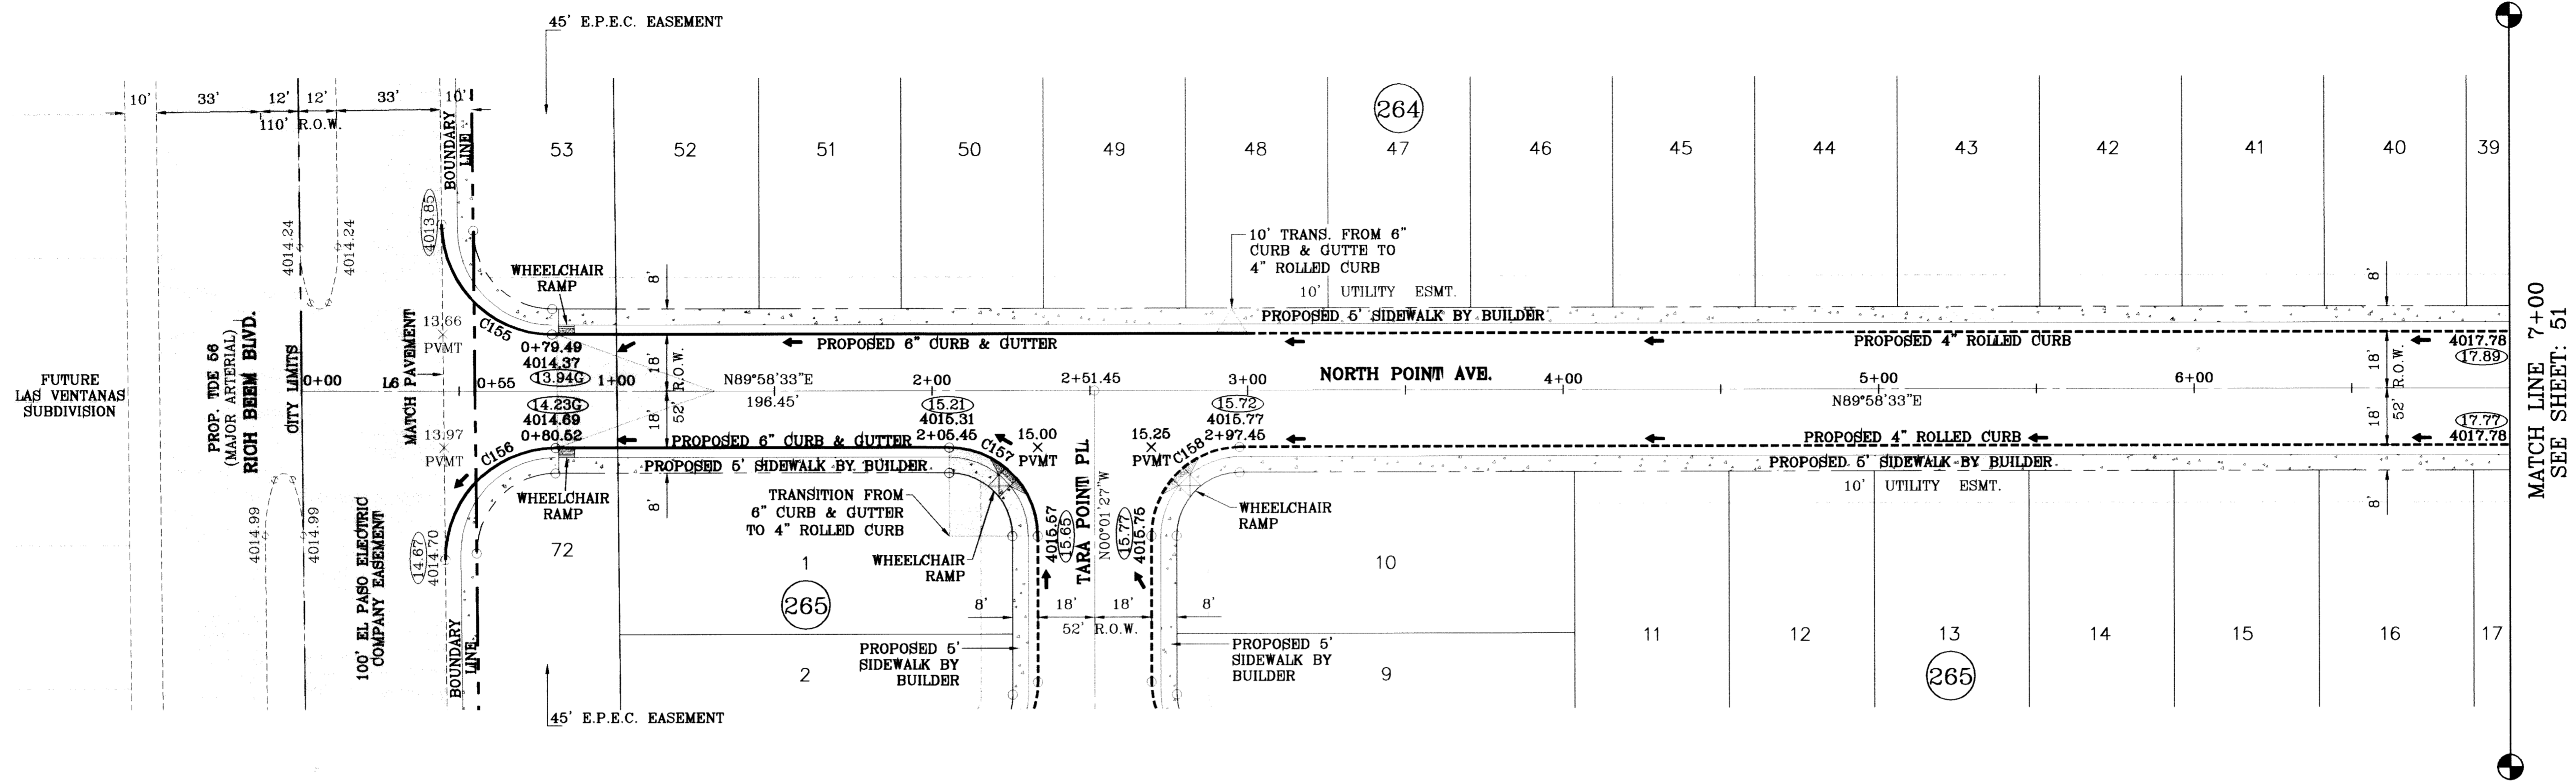 45' E.P.E.C. EASEMENT
10'
33'
12'
12'
33'
10'
110' R.O.W.
BOUNDARY
LINE
53
52
51
50
49
48
264
47
46
45
44
43
42
41
40
39
4014.24
4014.24
4013.85
WHEELCHAIR
RAMP
8'
10' TRANS. FROM 6"
CURB & GUTTE TO
4" ROLLED CURB
10' UTILITY ESMT.
8'
PROPOSED 5' SIDEWALK BY BUILDER
C155
13.66
PVMT
0+79.49
4014.37
13.94G
PROPOSED 6" CURB & GUTTER
PROPOSED 4" ROLLED CURB
4017.78
17.89
18'
R.O.W.
18'
R.O.W.
FUTURE
LAS VENTANAS
SUBDIVISION
PROP. TDE 56
(MAJOR ARTERIAL)
RICH BEEM BLVD.
CITY LIMITS
MATCH PAVEMENT
0+00
L6
0+55
1+00
N89°58'33"E
196.45'
2+00
2+51.45
3+00
NORTH POINT AVE.
4+00
5+00
N89°58'33"E
6+00
14.23G
4014.69
0+80.52
18'
52'
15.21
4015.31
2+05.45
15.72
4015.77
2+97.45
18'
52'
17.77
4017.78
13.97
PVMT
C156
PROPOSED 6" CURB & GUTTER
C157
15.00
PVMT
15.25
PVMT
C158
PROPOSED 4" ROLLED CURB
PROPOSED 5' SIDEWALK BY BUILDER
PROPOSED 5' SIDEWALK BY BUILDER
10' UTILITY ESMT.
WHEELCHAIR
RAMP
8'
TRANSITION FROM
6" CURB & GUTTER
TO 4" ROLLED CURB
WHEELCHAIR
RAMP
4015.57
15.65
TARA POINT PL.
N00°01'27"W
15.77
4015.75
WHEELCHAIR
RAMP
8'
4014.99
4014.99
100' EL PASO ELECTRIC
COMPANY EASEMENT
14.67
4014.70
72
1
265
2
8'
18'
18'
8'
52' R.O.W.
10
9
11
12
13
265
14
15
16
17
BOUNDARY
LINE
PROPOSED 5'
SIDEWALK BY
BUILDER
PROPOSED 5'
SIDEWALK BY
BUILDER
45' E.P.E.C. EASEMENT
MATCH LINE 7+00
SEE SHEET: 51